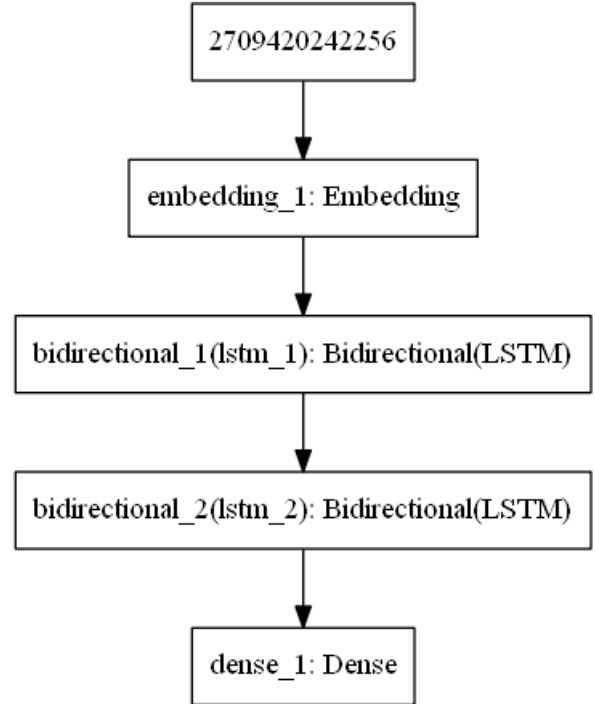 2709420242256
embedding_1: Embedding
bidirectional_1(lstm_1): Bidirectional(LSTM)
bidirectional_2(lstm_2): Bidirectional(LSTM)
dense_1: Dense